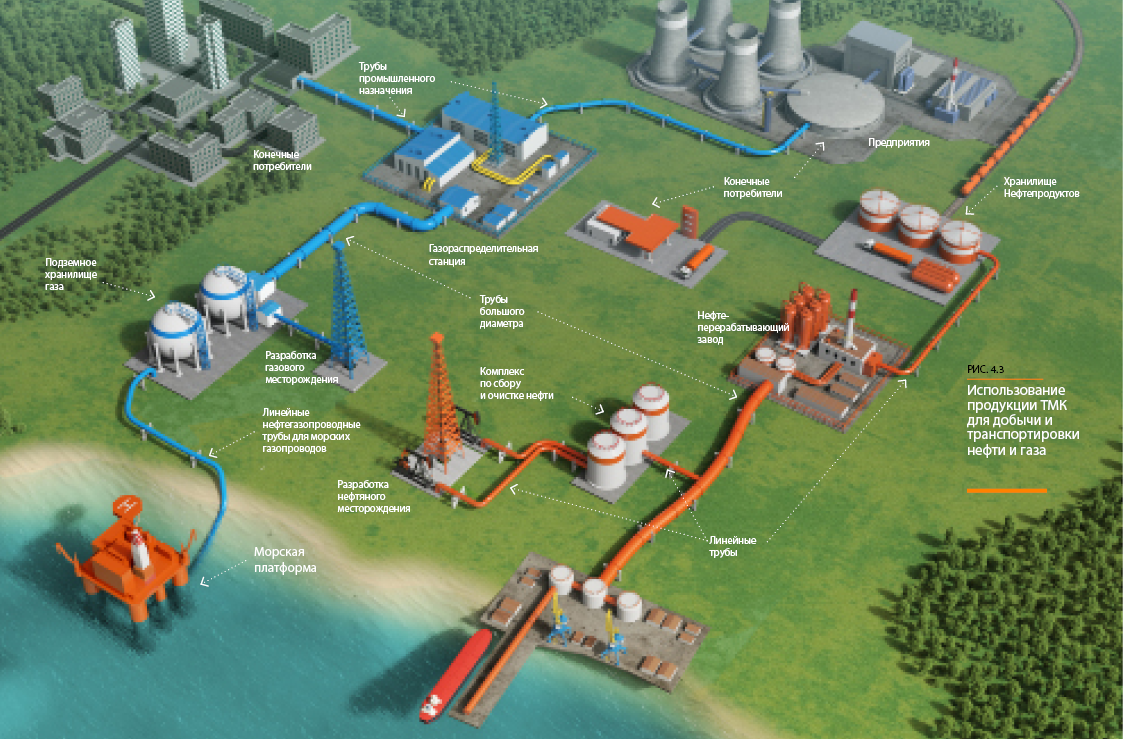 Трубы
промышленного
назначения
Конечные
потребители
Предприятия
Конечные
потребители
Хранилище
Нефтепродуктов
Газораспределительная
станция
Подземное
хранилище
газа
Трубы
большого
диаметра
Нефте-
перерабатывающий
завод
Разработка
газового
месторождения
Комплекс
по сбору
и очистке нефти
РИС. 4.3
Использование
продукции ТМК
для добычи и
транспортировки
нефти и газа
Линейные
нефтегазопроводные
трубы для морских
газопроводов
Разработка
нефтяного
месторождения
Линейные
трубы
Морская
платформа
H